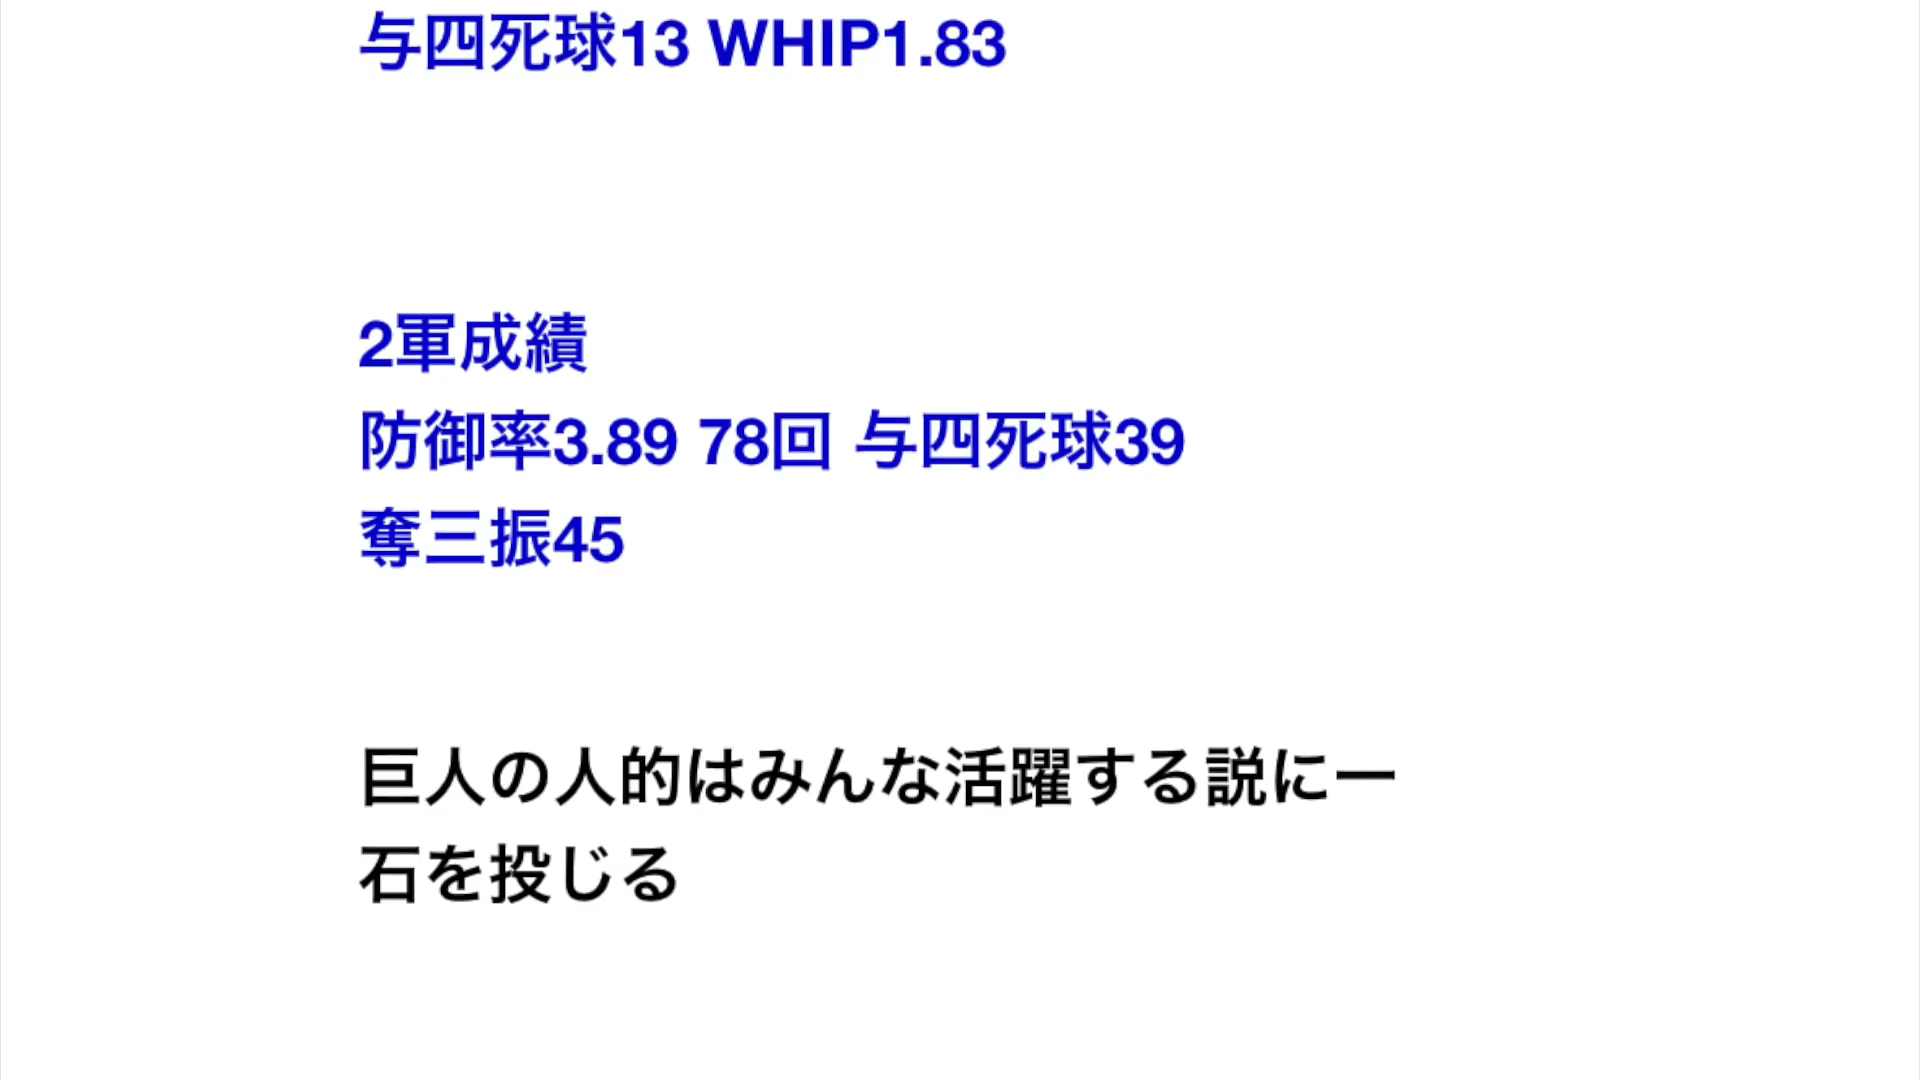 与四死球13 WHIP1.83
2軍成績
防御率3.89 78回 与四死球39
奪三振45
巨人の人的はみんな活躍する説に一
石を投じる